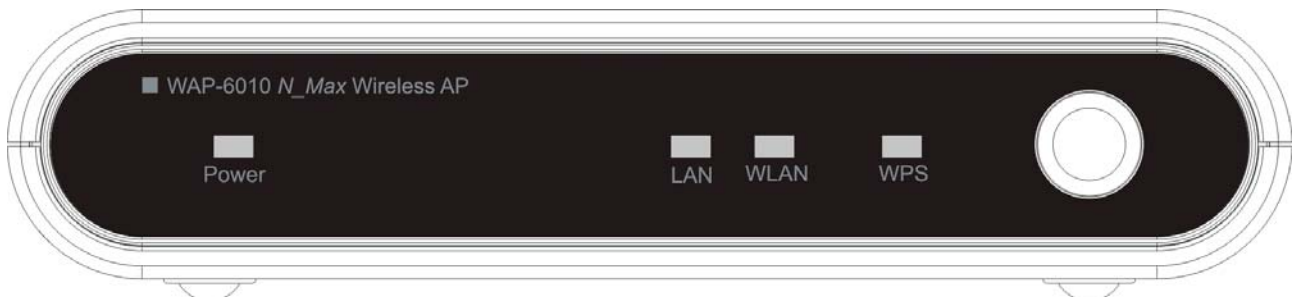 WAP-6010 N_Max Wireless AP
Power
LAN
WLAN
WPS